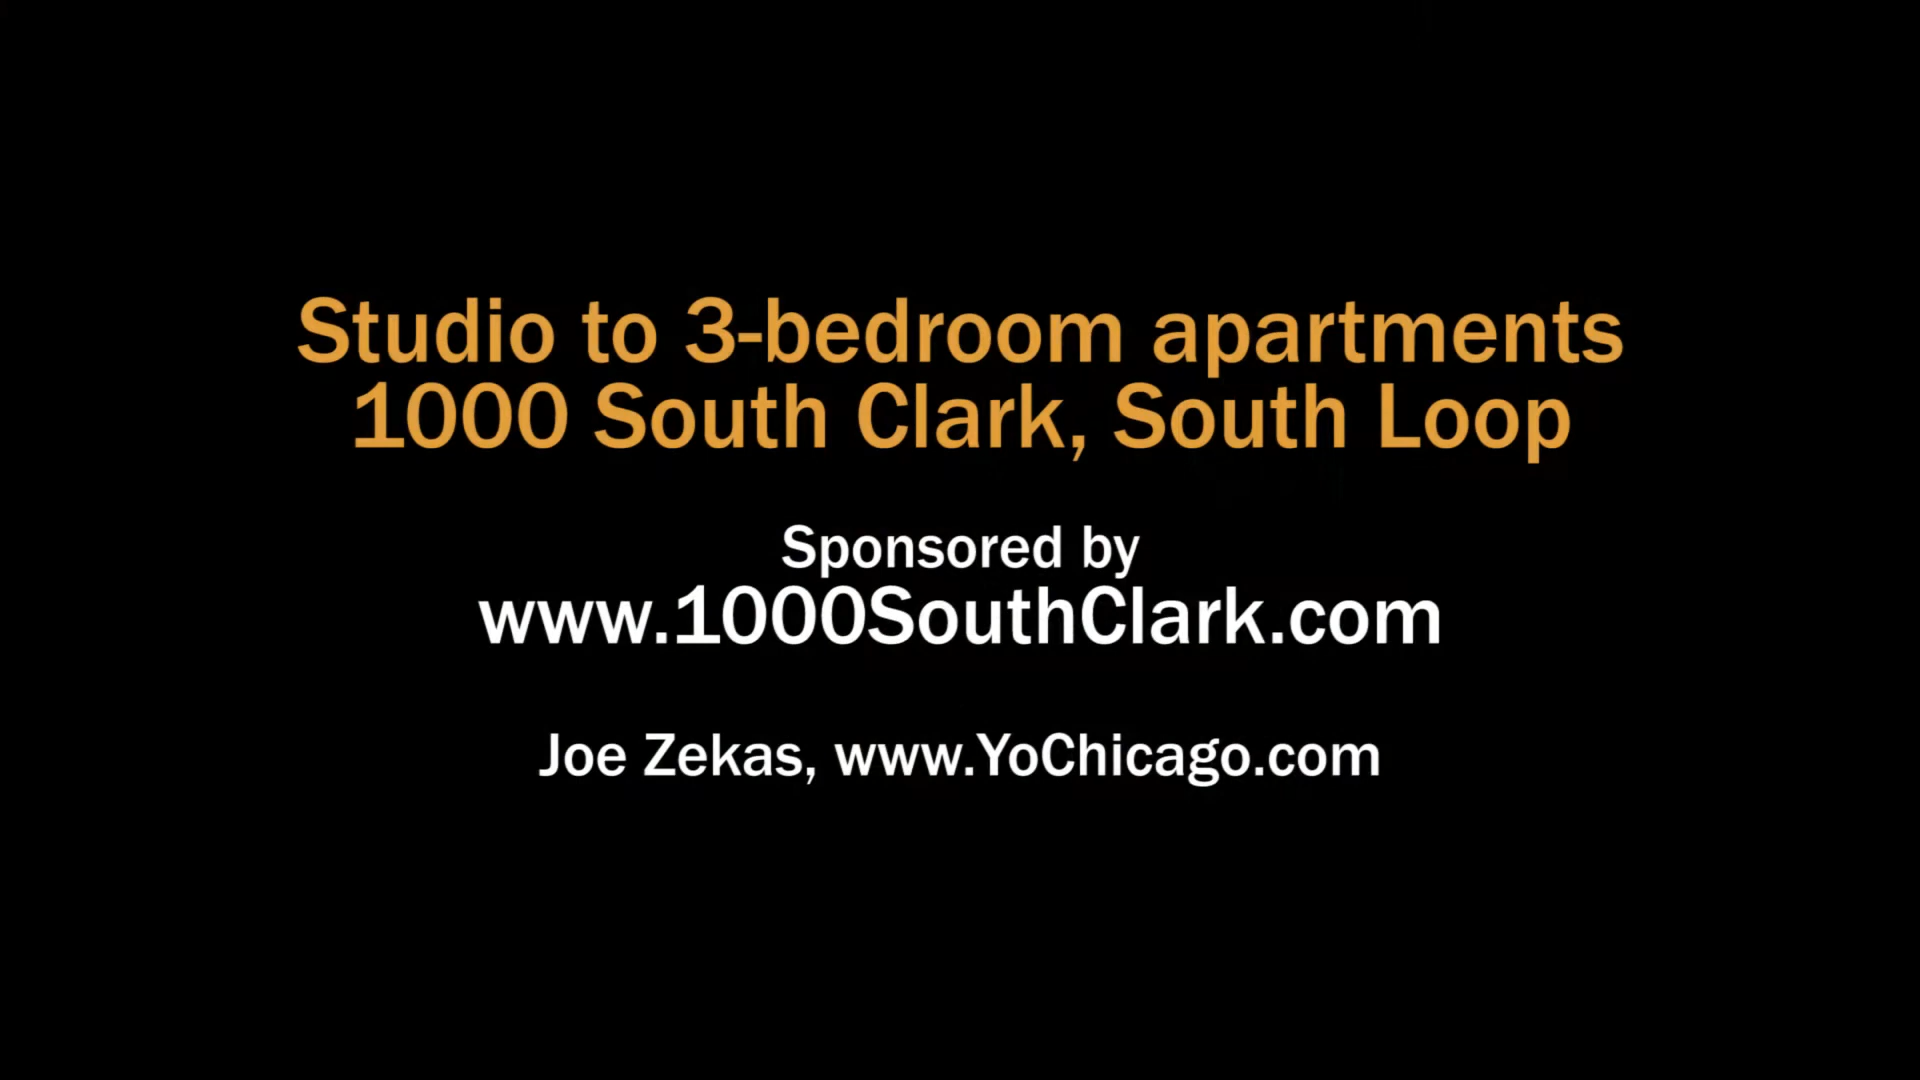 Studio to 3-bedroom apartments
1000 South Clark, South Loop
Sponsored by
www.1000SouthClark.com
Joe Zekas, www.YoChicago.com